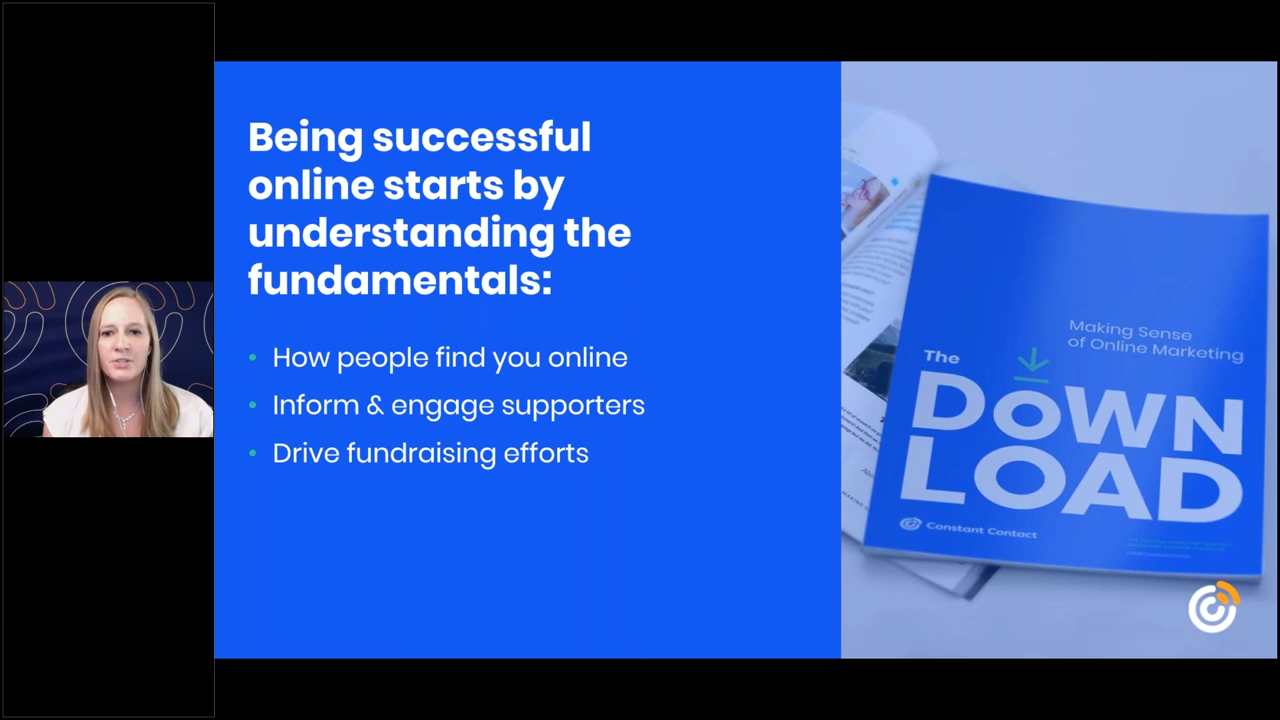 Being successful
online starts by
understanding the
fundamentals:
• How people find you online
• Inform & engage supporters
• Drive fundraising efforts
Making Sense
of Online Marketing
The
DOWN
LOAD
Constant Contact